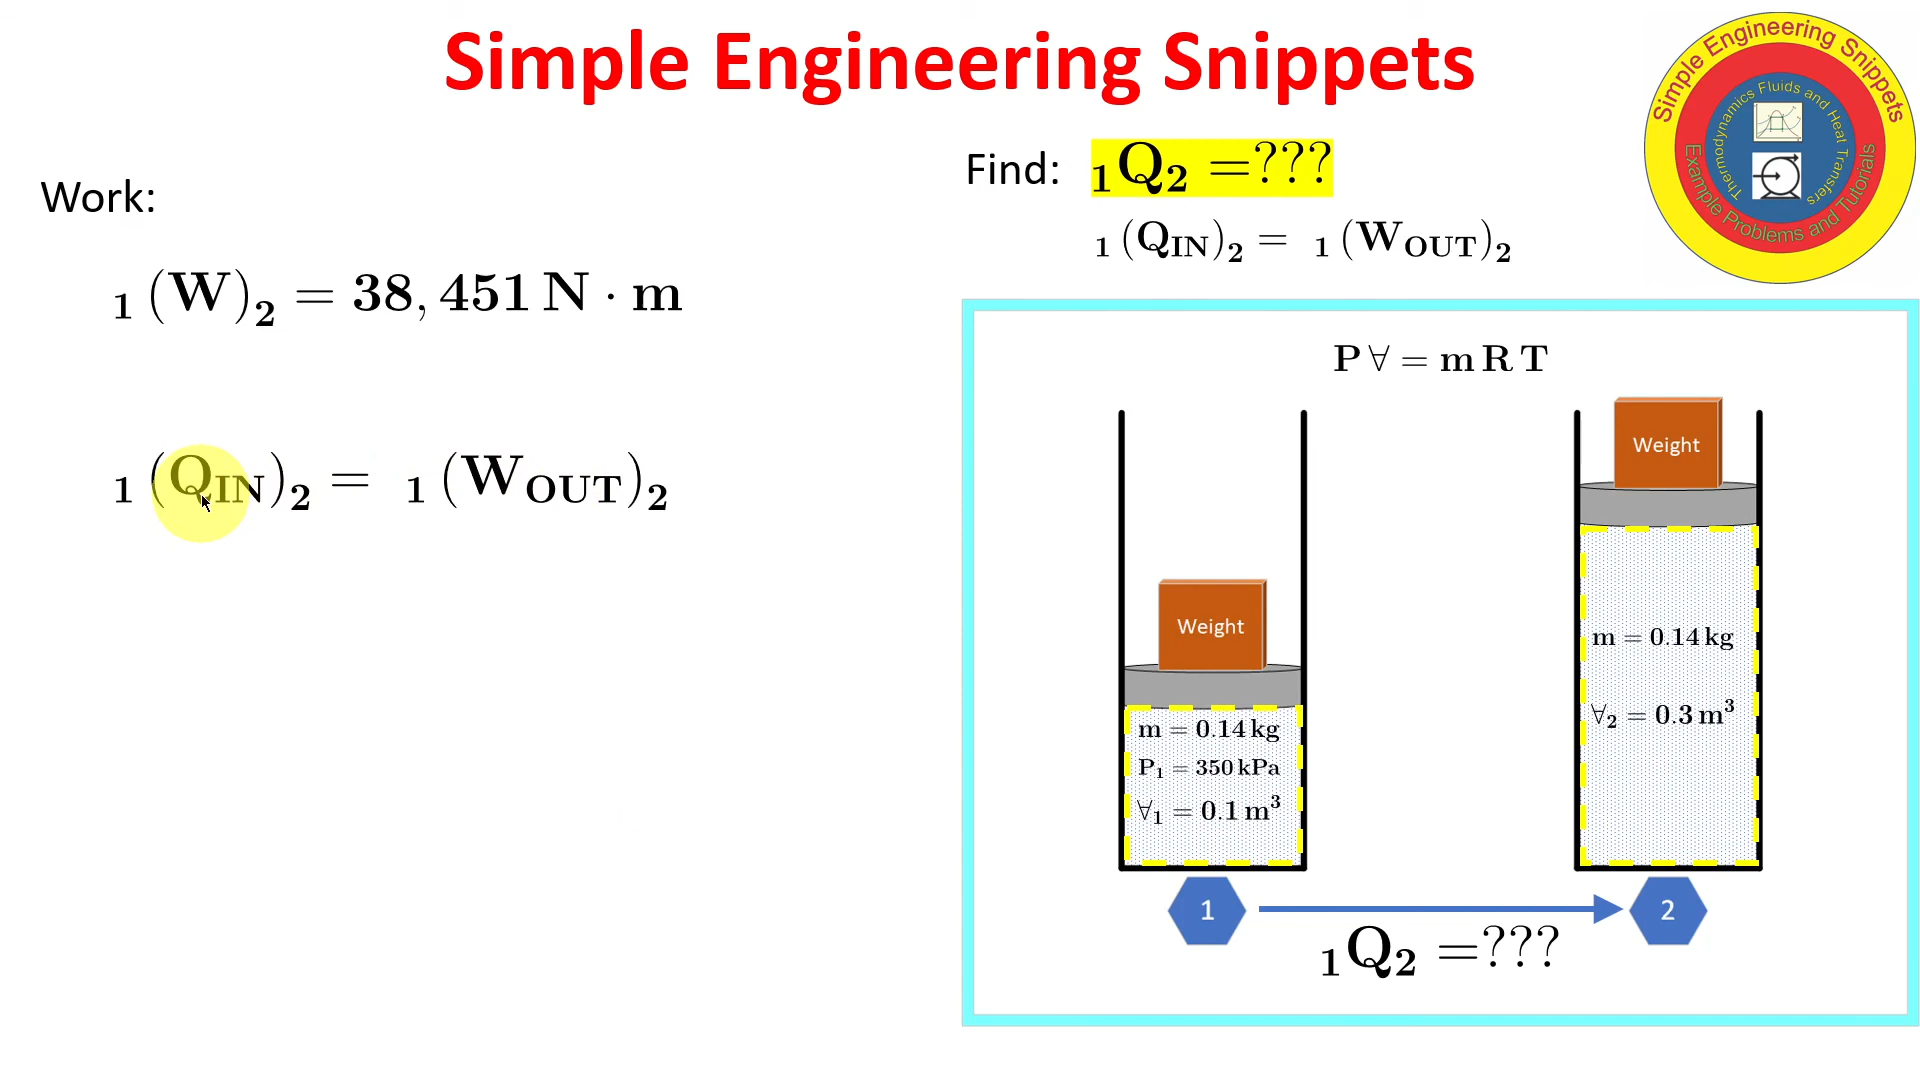 Simple Engineering Snippets
Simple Engineering Snippets
Thermodynamics Fluids and Heat Transfers
Example Problems and Tutorials
Find: ₁Q₂ =???
₁(Q_IN)₂ = ₁(W_OUT)₂
Work:
₁(W)₂ = 38,451 N · m
₁(Q_IN)₂ = ₁(W_OUT)₂
P ∀ = m R T
Weight
Weight
m = 0.14 kg
P₁ = 350 kPa
∀₁ = 0.1 m³
m = 0.14 kg
∀₂ = 0.3 m³
1
2
₁Q₂ =???